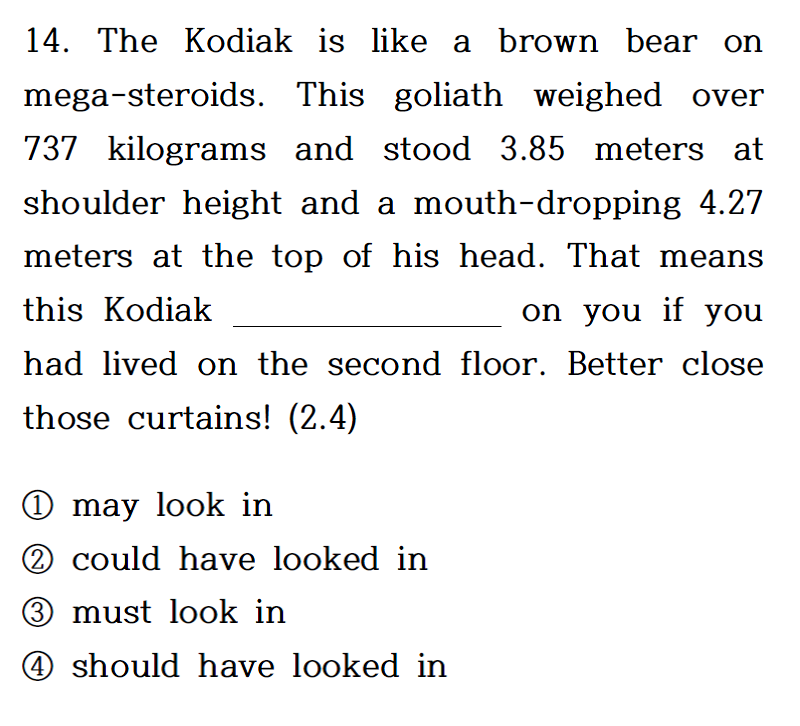 14. The Kodiak is like a brown bear on
mega-steroids. This goliath weighed over
737 kilograms and stood 3.85 meters at
shoulder height and a mouth-dropping 4.27
meters at the top of his head. That means
this Kodiak ________________ on you if you
had lived on the second floor. Better close
those curtains! (2.4)
① may look in
② could have looked in
③ must look in
④ should have looked in